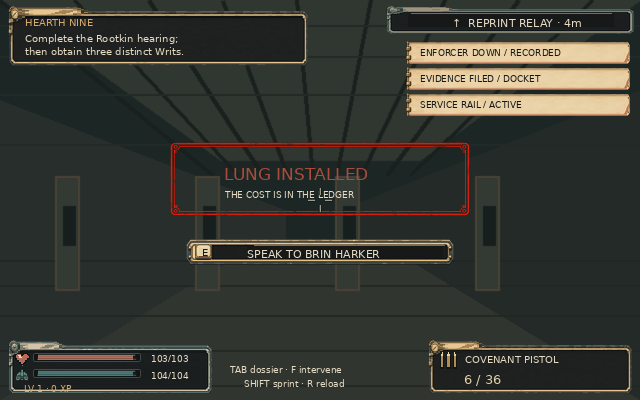 HEARTH NINE
Complete the Rootkin hearing;
then obtain three distinct Writs.
↑ REPRINT RELAY · 4m
ENFORCER DOWN / RECORDED
EVIDENCE FILED / DOCKET
SERVICE RAIL / ACTIVE
LUNG INSTALLED
THE COST IS IN THE LEDGER
E SPEAK TO BRIN HARKER
103/103
104/104
LV 1 · 0 XP
TAB dossier · F intervene
SHIFT sprint · R reload
COVENANT PISTOL
6 / 36